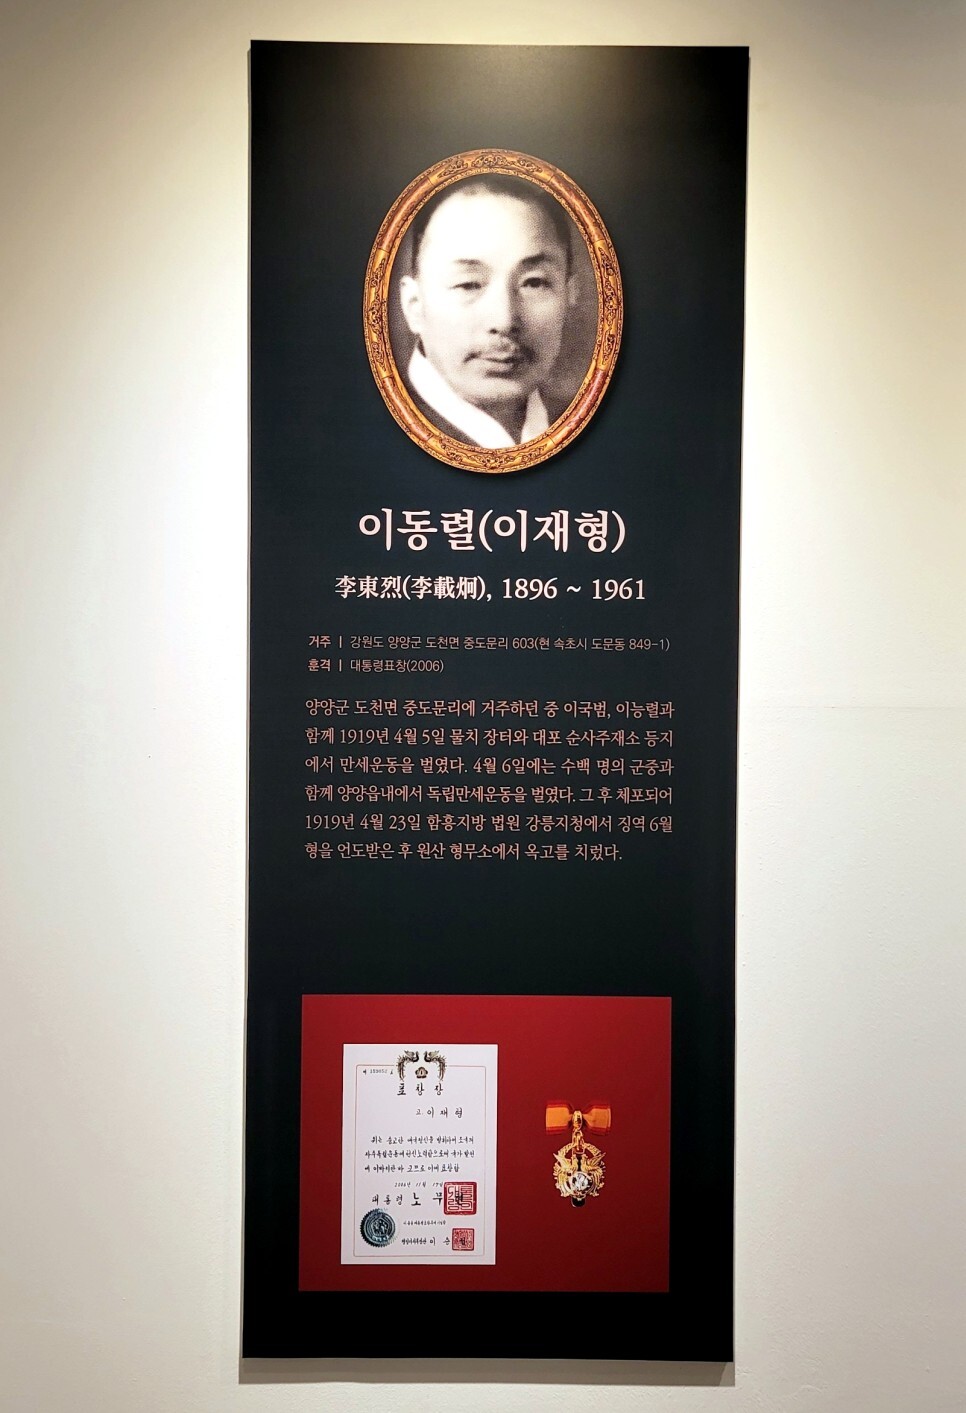 이동렬(이재형)
李東烈(李載炯), 1896 ~ 1961
거주 | 강원도 양양군 도천면 중도문리 603(현 속초시 도문동 849-1)
훈격 | 대통령표창(2006)
양양군 도천면 중도문리에 거주하던 중 이국범, 이능렬과
함께 1919년 4월 5일 물치 장터와 대포 순사주재소 등지
에서 만세운동을 벌였다. 4월 6일에는 수백 명의 군중과
함께 양양읍내에서 독립만세운동을 벌였다. 그 후 체포되어
1919년 4월 23일 함흥지방 법원 강릉지청에서 징역 6월
형을 언도받은 후 원산 형무소에서 옥고를 치렀다.
표창장
고 이재형
대통령 노무현